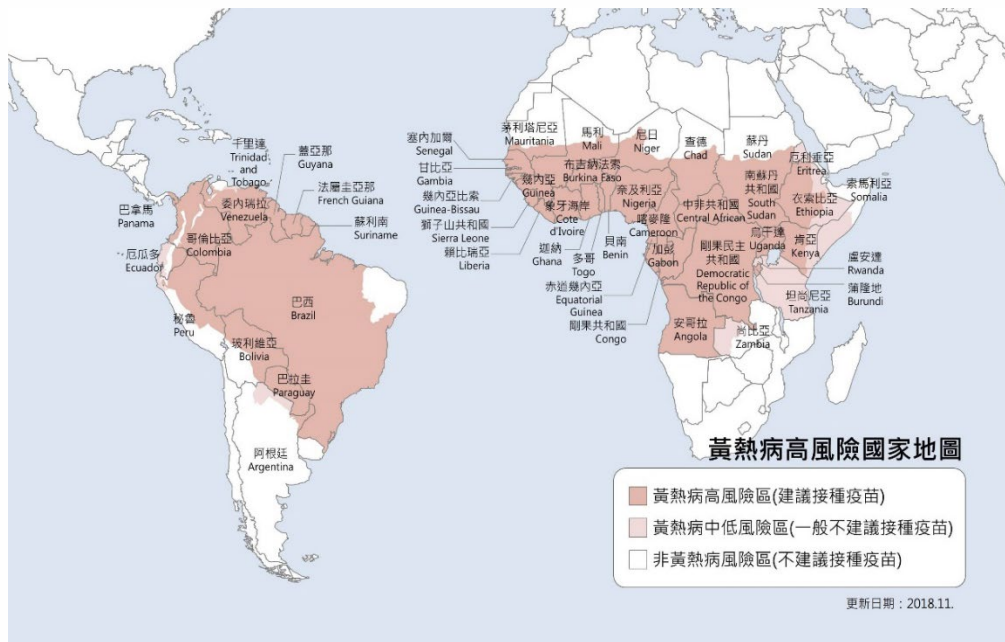 千里達
Trinidad
and
Tobago
蓋亞那
Guyana
法屬圭亞那
French Guiana
蘇利南
Suriname
委內瑞拉
Venezuela
巴拿馬
Panama
哥倫比亞
Colombia
厄瓜多
Ecuador
巴西
Brazil
秘魯
Peru
玻利維亞
Bolivia
巴拉圭
Paraguay
阿根廷
Argentina
茅利塔尼亞
Mauritania
馬利
Mali
尼日
Niger
查德
Chad
蘇丹
Sudan
厄利垂亞
Eritrea
塞內加爾
Senegal
甘比亞
Gambia
幾內亞比索
Guinea-Bissau
獅子山共和國
Sierra Leone
賴比瑞亞
Liberia
幾內亞
Guinea
布吉納法索
Burkina Faso
象牙海岸
Cote
d'Ivoire
奈及利亞
Nigeria
喀麥隆
Cameroon
中非共和國
Central African
南蘇丹
共和國
South
Sudan
衣索比亞
Ethiopia
索馬利亞
Somalia
迦納
Ghana
多哥
Togo
貝南
Benin
赤道幾內亞
Equatorial
Guinea
剛果共和國
Congo
加彭
Gabon
剛果民主
共和國
Democratic
Republic of
the Congo
烏干達
Uganda
肯亞
Kenya
盧安達
Rwanda
蒲隆地
Burundi
坦尚尼亞
Tanzania
安哥拉
Angola
尚比亞
Zambia
黃熱病高風險國家地圖
黃熱病高風險區(建議接種疫苗)
黃熱病中低風險區(一般不建議接種疫苗)
非黃熱病風險區(不建議接種疫苗)
更新日期：2018.11.